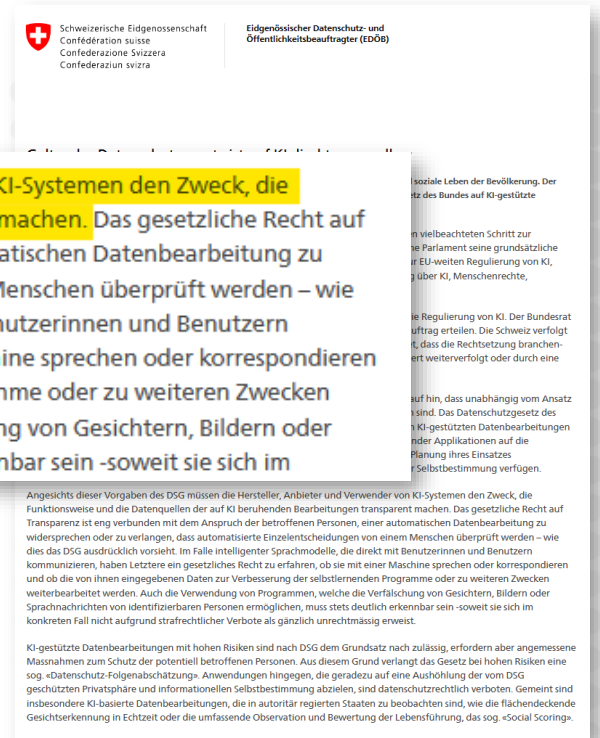 Schweizerische Eidgenossenschaft
Confédération suisse
Confederazione Svizzera
Confederaziun svizra
Eidgenössischer Datenschutz- und
Öffentlichkeitsbeauftragter (EDÖB)
KI-Systemen den Zweck, die
machen. Das gesetzliche Recht auf
atischen Datenbearbeitung zu
Menschen überprüft werden – wie
nutzerinnen und Benutzern
ine sprechen oder korrespondieren
mme oder zu weiteren Zwecken
ng von Gesichtern, Bildern oder
nbar sein -soweit sie sich im
soziale Leben der Bevölkerung. Der
tz des Bundes auf KI-gestützte
n vielbeachteten Schritt zur
he Parlament seine grundsätzliche
r EU-weiten Regulierung von KI,
g über KI, Menschenrechte,
ie Regulierung von KI. Der Bundesrat
uftrag erteilen. Die Schweiz verfolgt
t, dass die Rechtsetzung branchen-
ert weiterverfolgt oder durch eine
auf hin, dass unabhängig vom Ansatz
sind. Das Datenschutzgesetz des
n KI-gestützten Datenbearbeitungen
nder Applikationen auf die
Planung ihres Einsatzes
r Selbstbestimmung verfügen.
Angesichts dieser Vorgaben des DSG müssen die Hersteller, Anbieter und Verwender von KI-Systemen den Zweck, die
Funktionsweise und die Datenquellen der auf KI beruhenden Bearbeitungen transparent machen. Das gesetzliche Recht auf
Transparenz ist eng verbunden mit dem Anspruch der betroffenen Personen, einer automatischen Datenbearbeitung zu
widersprechen oder zu verlangen, dass automatisierte Einzelentscheidungen von einem Menschen überprüft werden – wie
dies das DSG ausdrücklich vorsieht. Im Falle intelligenter Sprachmodelle, die direkt mit Benutzerinnen und Benutzern
kommunizieren, haben Letztere ein gesetzliches Recht zu erfahren, ob sie mit einer Maschine sprechen oder korrespondieren
und ob die von ihnen eingegebenen Daten zur Verbesserung der selbstlernenden Programme oder zu weiteren Zwecken
weiterbearbeitet werden. Auch die Verwendung von Programmen, welche die Verfälschung von Gesichtern, Bildern oder
Sprachnachrichten von identifizierbaren Personen ermöglichen, muss stets deutlich erkennbar sein -soweit sie sich im
konkreten Fall nicht aufgrund strafrechtlicher Verbote als gänzlich unrechtmässig erweist.
KI-gestützte Datenbearbeitungen mit hohen Risiken sind nach DSG dem Grundsatz nach zulässig, erfordern aber angemessene
Massnahmen zum Schutz der potentiell betroffenen Personen. Aus diesem Grund verlangt das Gesetz bei hohen Risiken eine
sog. «Datenschutz-Folgenabschätzung». Anwendungen hingegen, die geradezu auf eine Aushöhlung der vom DSG
geschützten Privatsphäre und informationellen Selbstbestimmung abzielen, sind datenschutzrechtlich verboten. Gemeint sind
insbesondere KI-basierte Datenbearbeitungen, die in autoritär regierten Staaten zu beobachten sind, wie die flächendeckende
Gesichtserkennung in Echtzeit oder die umfassende Observation und Bewertung der Lebensführung, das sog. «Social Scoring».